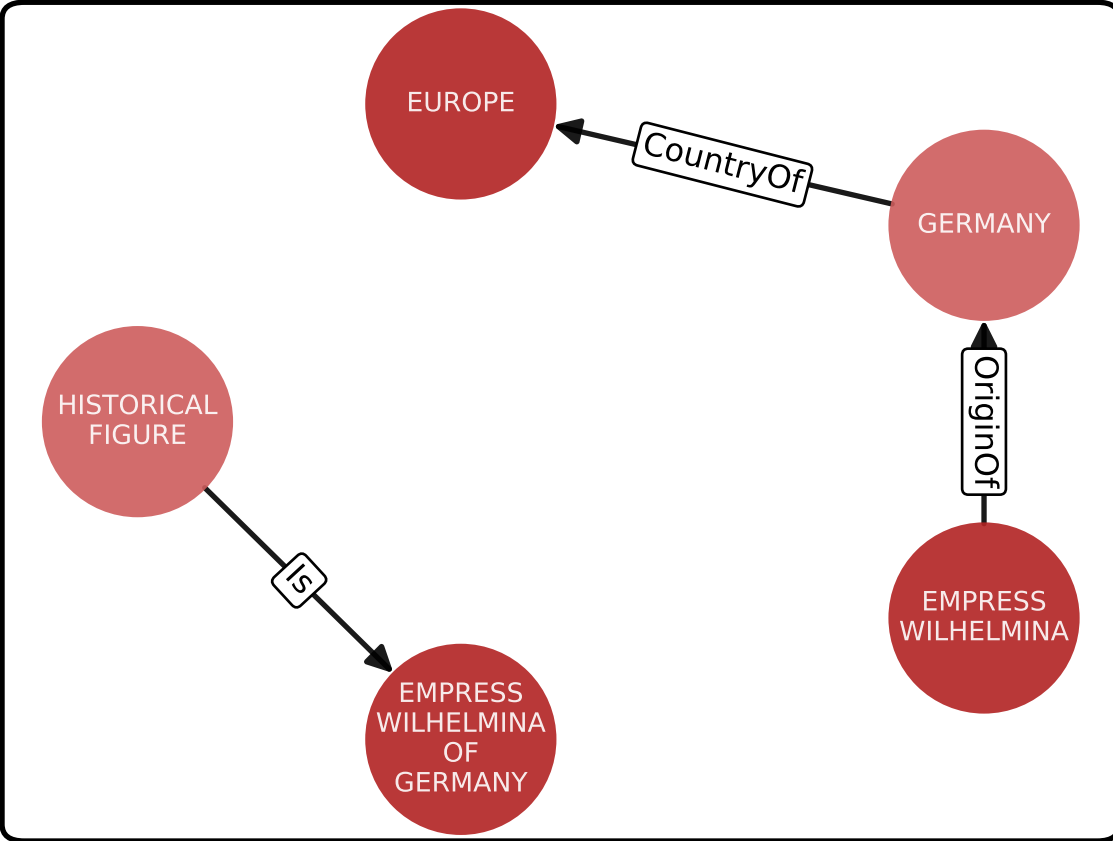 EUROPE
CountryOf
GERMANY
OriginOf
HISTORICAL
FIGURE
Is
EMPRESS
WILHELMINA
EMPRESS
WILHELMINA
OF
GERMANY